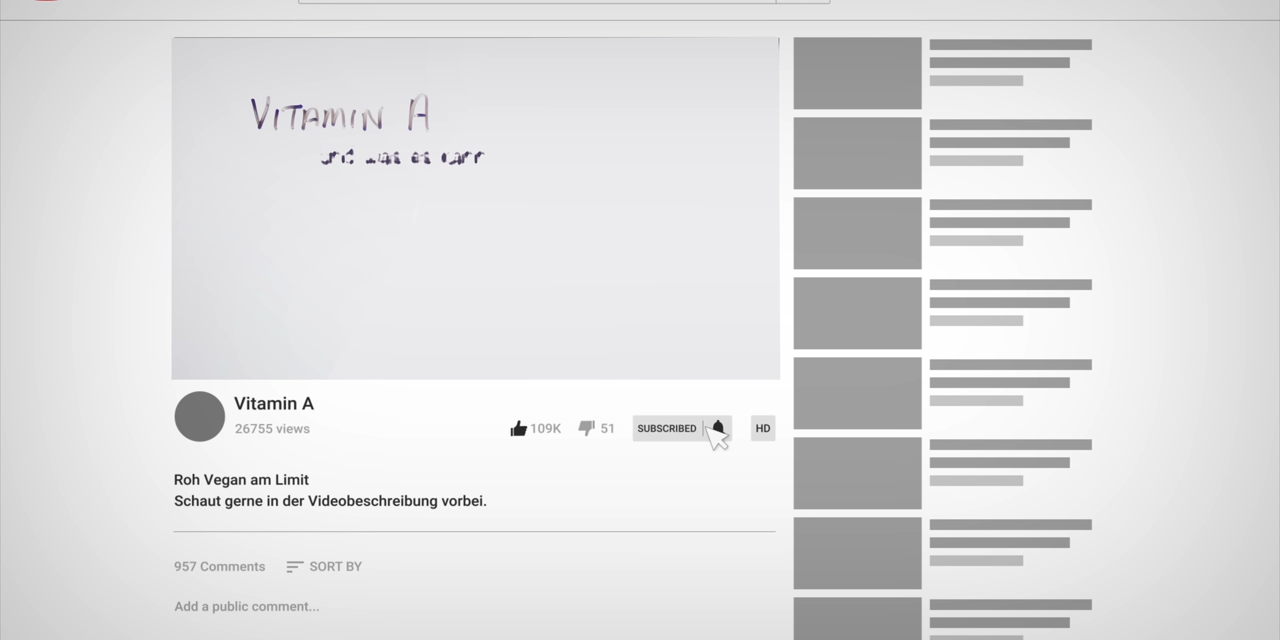 VITAMIN A
Vitamin A
26755 views
109K
51
SUBSCRIBED
HD
Roh Vegan am Limit
Schaut gerne in der Videobeschreibung vorbei.
957 Comments
SORT BY
Add a public comment...